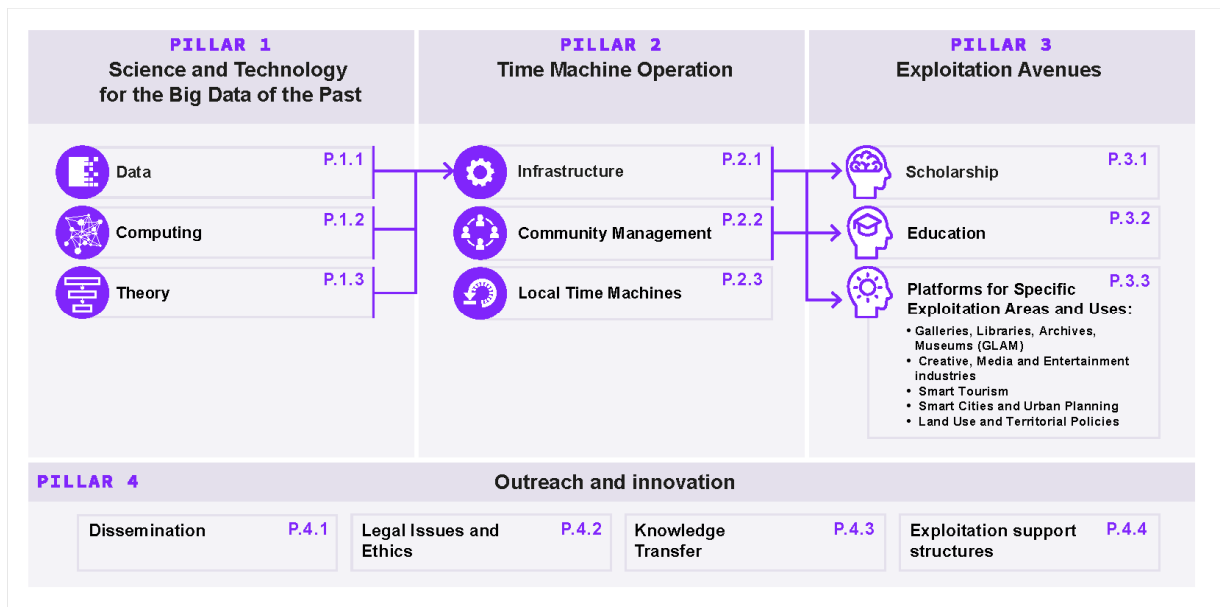 PILLAR 1
Science and Technology
for the Big Data of the Past
P.1.1
Data
P.1.2
Computing
P.1.3
Theory
PILLAR 2
Time Machine Operation
P.2.1
Infrastructure
P.2.2
Community Management
P.2.3
Local Time Machines
PILLAR 3
Exploitation Avenues
P.3.1
Scholarship
P.3.2
Education
P.3.3
Platforms for Specific
Exploitation Areas and Uses:
• Galleries, Libraries, Archives,
Museums (GLAM)
• Creative, Media and Entertainment
industries
• Smart Tourism
• Smart Cities and Urban Planning
• Land Use and Territorial Policies
PILLAR 4
Outreach and innovation
Dissemination P.4.1
Legal Issues and P.4.2
Ethics
Knowledge P.4.3
Transfer
Exploitation support P.4.4
structures